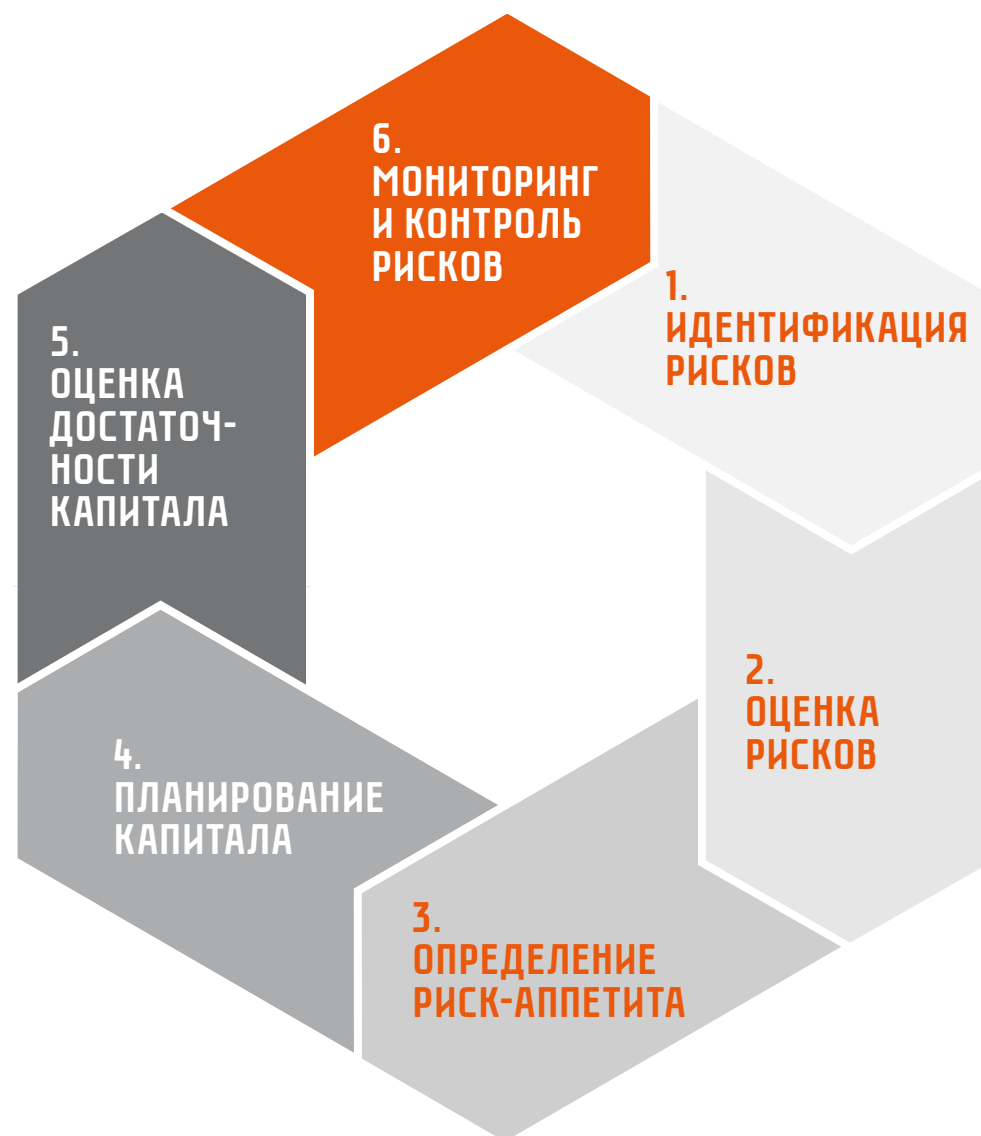 6.
МОНИТОРИНГ
И КОНТРОЛЬ
РИСКОВ
1.
ИДЕНТИФИКАЦИЯ
РИСКОВ
5.
ОЦЕНКА
ДОСТАТОЧ-
НОСТИ
КАПИТАЛА
2.
ОЦЕНКА
РИСКОВ
4.
ПЛАНИРОВАНИЕ
КАПИТАЛА
3.
ОПРЕДЕЛЕНИЕ
РИСК-АППЕТИТА